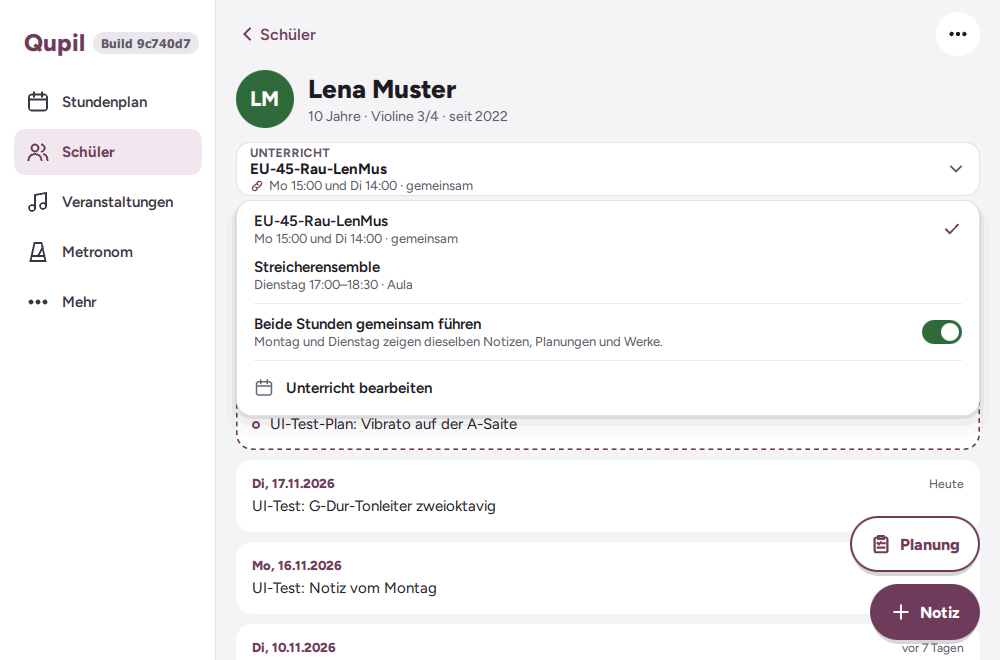 Qupil
Build 9c740d7
Stundenplan
Schüler
Veranstaltungen
Metronom
Mehr
Schüler
LM
Lena Muster
10 Jahre · Violine 3/4 · seit 2022
UNTERRICHT
EU-45-Rau-LenMus
Mo 15:00 und Di 14:00 · gemeinsam
EU-45-Rau-LenMus
Mo 15:00 und Di 14:00 · gemeinsam
Streicherensemble
Dienstag 17:00–18:30 · Aula
Beide Stunden gemeinsam führen
Montag und Dienstag zeigen dieselben Notizen, Planungen und Werke.
Unterricht bearbeiten
UI-Test-Plan: Vibrato auf der A-Saite
Di, 17.11.2026
Heute
UI-Test: G-Dur-Tonleiter zweioktavig
Mo, 16.11.2026
UI-Test: Notiz vom Montag
Planung
Notiz
Di, 10.11.2026
vor 7 Tagen